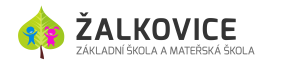 ŽALKOVICE
ZÁKLADNÍ ŠKOLA A MATEŘSKÁ ŠKOLA